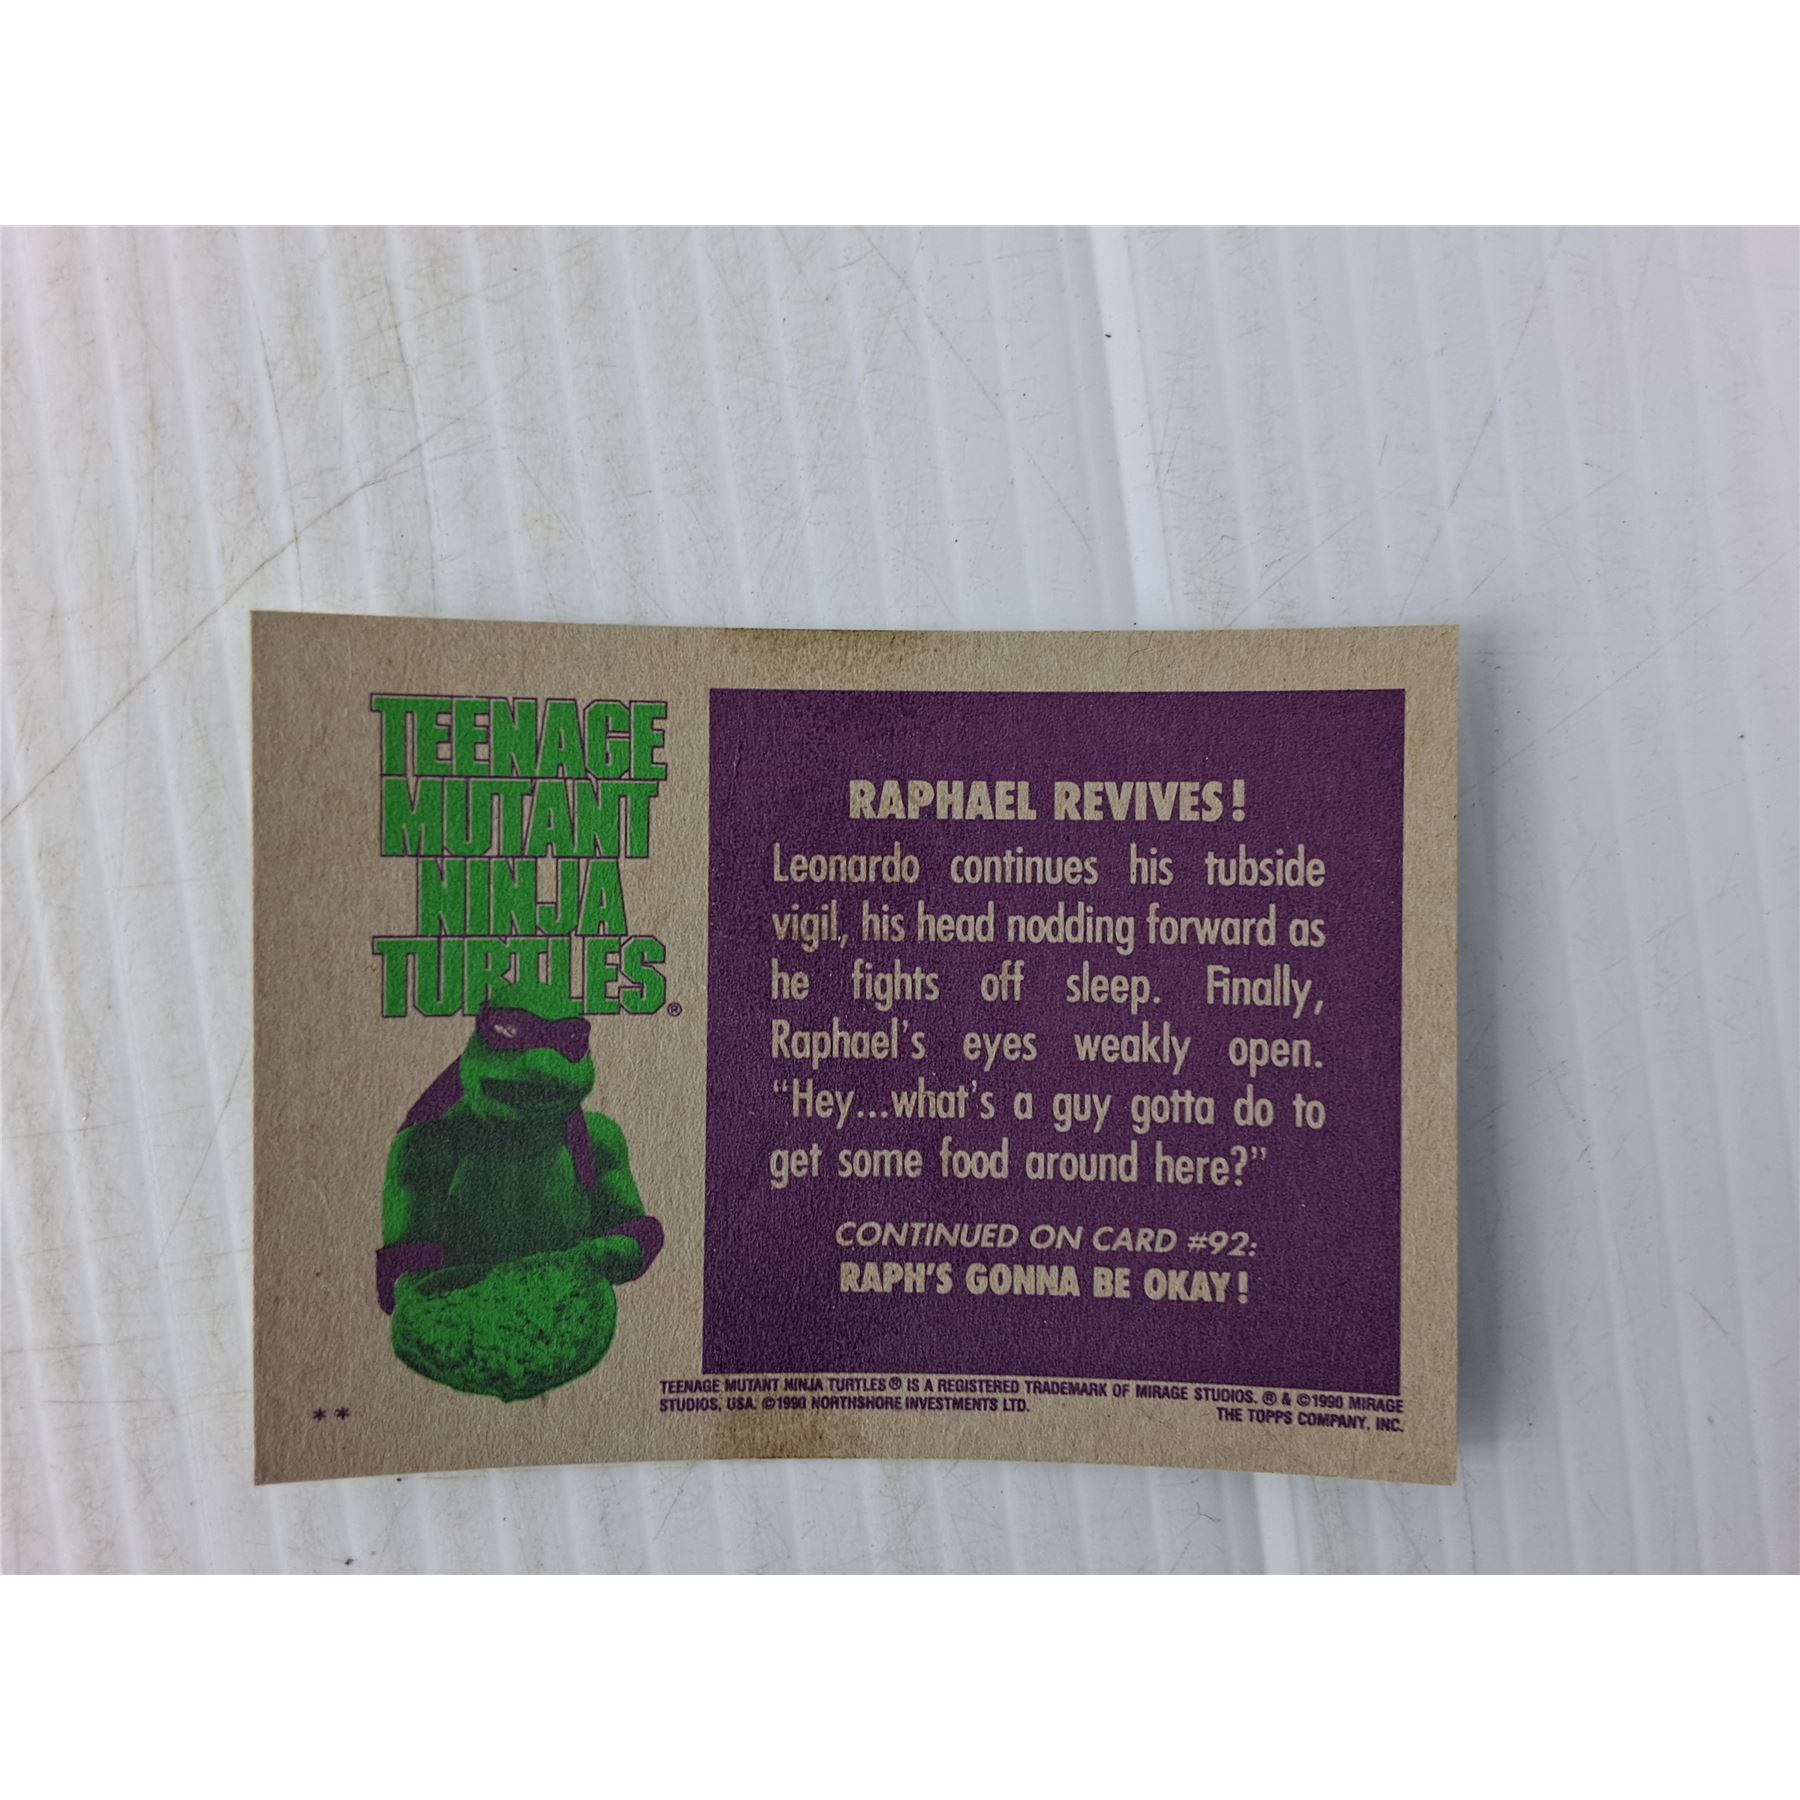 TEENAGE
MUTANT
NINJA
TURTLES®
RAPHAEL REVIVES!
Leonardo continues his tubside
vigil, his head nodding forward as
he fights off sleep. Finally,
Raphael's eyes weakly open.
"Hey...what's a guy gotta do to
get some food around here?"
CONTINUED ON CARD #92:
RAPH'S GONNA BE OKAY!
TEENAGE MUTANT NINJA TURTLES® IS A REGISTERED TRADEMARK OF MIRAGE STUDIOS. ® & ©1990 MIRAGE
STUDIOS, USA. ©1990 NORTHSHORE INVESTMENTS LTD.
THE TOPPS COMPANY, INC.
* *